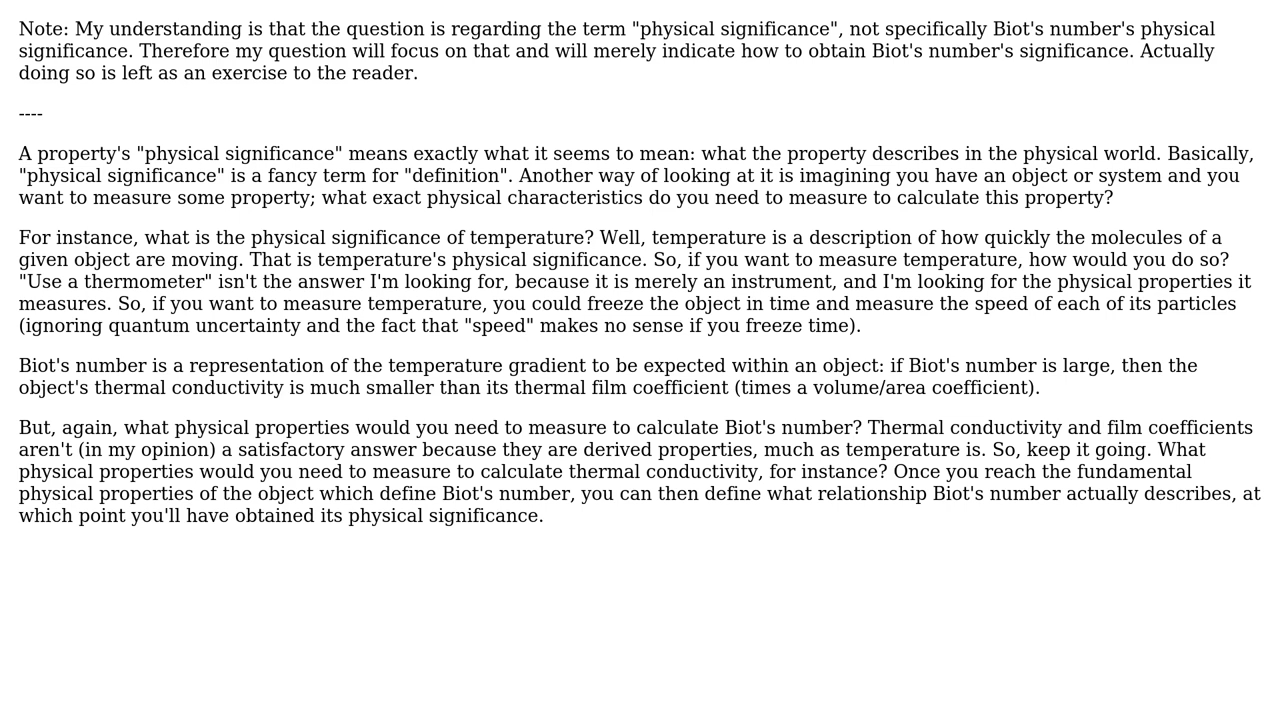 Note: My understanding is that the question is regarding the term "physical significance", not specifically Biot's number's physical
significance. Therefore my question will focus on that and will merely indicate how to obtain Biot's number's significance. Actually
doing so is left as an exercise to the reader.
----
A property's "physical significance" means exactly what it seems to mean: what the property describes in the physical world. Basically,
"physical significance" is a fancy term for "definition". Another way of looking at it is imagining you have an object or system and you
want to measure some property; what exact physical characteristics do you need to measure to calculate this property?
For instance, what is the physical significance of temperature? Well, temperature is a description of how quickly the molecules of a
given object are moving. That is temperature's physical significance. So, if you want to measure temperature, how would you do so?
"Use a thermometer" isn't the answer I'm looking for, because it is merely an instrument, and I'm looking for the physical properties it
measures. So, if you want to measure temperature, you could freeze the object in time and measure the speed of each of its particles
(ignoring quantum uncertainty and the fact that "speed" makes no sense if you freeze time).
Biot's number is a representation of the temperature gradient to be expected within an object: if Biot's number is large, then the
object's thermal conductivity is much smaller than its thermal film coefficient (times a volume/area coefficient).
But, again, what physical properties would you need to measure to calculate Biot's number? Thermal conductivity and film coefficients
aren't (in my opinion) a satisfactory answer because they are derived properties, much as temperature is. So, keep it going. What
physical properties would you need to measure to calculate thermal conductivity, for instance? Once you reach the fundamental
physical properties of the object which define Biot's number, you can then define what relationship Biot's number actually describes, at
which point you'll have obtained its physical significance.